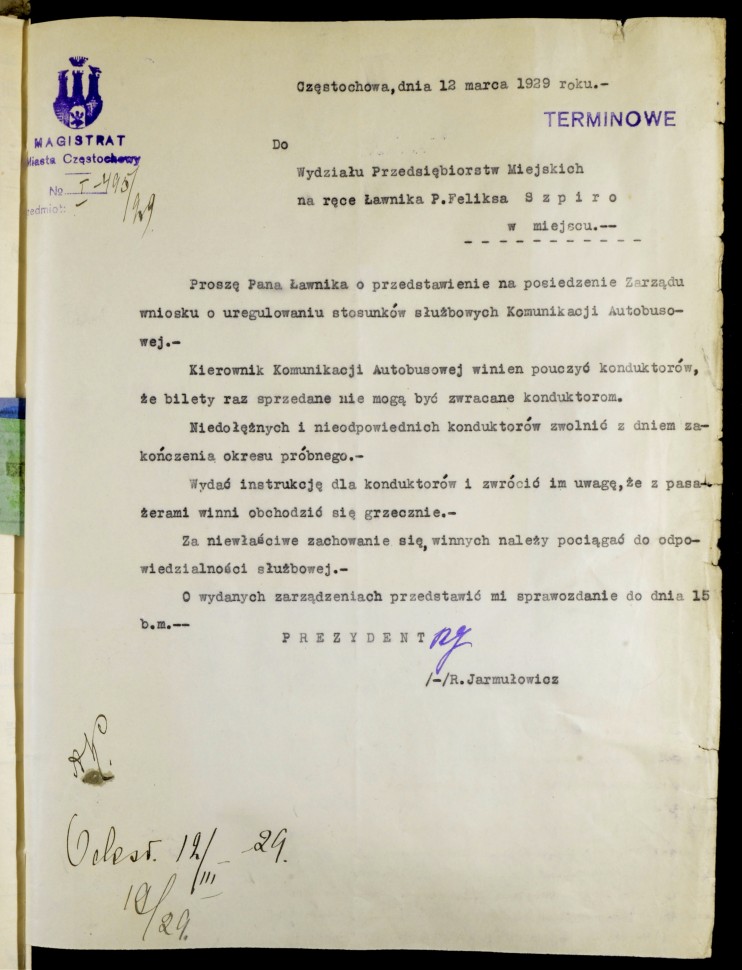 Częstochowa, dnia 12 marca 1929 roku.-
MAGISTRAT
Miasta Częstochowy
No I-495/29
edmiot:
TERMINOWE
Do
Wydziału Przedsiębiorstw Miejskich
na ręce Ławnika P.Feliksa S z p i r o
w miejscu.--
Proszę Pana Ławnika o przedstawienie na posiedzenie Zarządu
wniosku o uregulowaniu stosunków służbowych Komunikacji Autobuso-
wej.-
Kierownik Komunikacji Autobusowej winien pouczyć konduktorów,
że bilety raz sprzedane nie mogą być zwracane konduktorom.
Niedołężnych i nieodpowiednich konduktorów zwolnić z dniem za-
kończenia okresu próbnego.-
Wydać instrukcję dla konduktorów i zwrócić im uwagę,że z pasa-
żerami winni obchodzić się grzecznie.-
Za niewłaściwe zachowanie się, winnych należy pociągać do odpo-
wiedzialności służbowej.-
O wydanych zarządzeniach przedstawić mi sprawozdanie do dnia 15
b.m.--
P R E Z Y D E N T
/-/R.Jarmułowicz
12/III - 29.